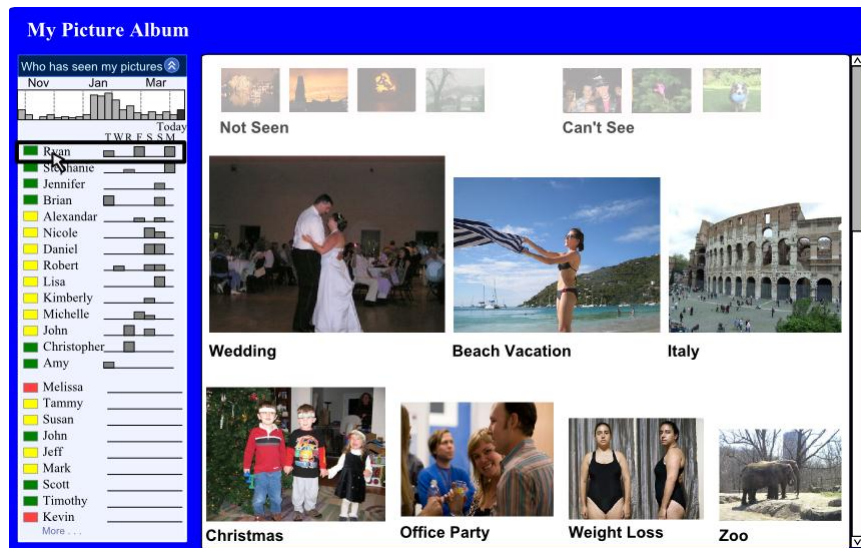 My Picture Album
Who has seen my pictures
Nov Jan Mar
Today
T W R F S S M
Ryan
Stephanie
Jennifer
Brian
Alexandar
Nicole
Daniel
Robert
Lisa
Kimberly
Michelle
John
Christopher
Amy
Melissa
Tammy
Susan
John
Jeff
Mark
Scott
Timothy
Kevin
More . . .
Not Seen Can't See
Wedding Beach Vacation Italy
Christmas Office Party Weight Loss Zoo